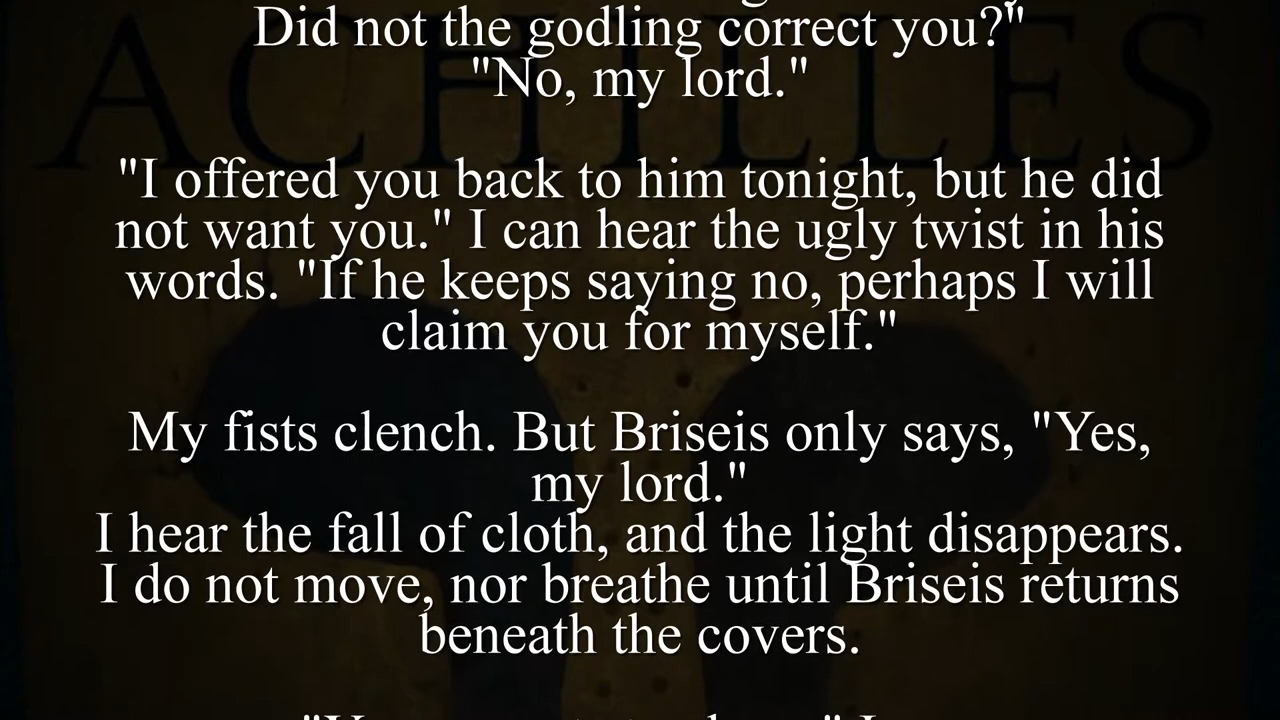 ACHILLES
Did not the godling correct you?"
"No, my lord."
"I offered you back to him tonight, but he did
not want you." I can hear the ugly twist in his
words. "If he keeps saying no, perhaps I will
claim you for myself."
My fists clench. But Briseis only says, "Yes,
my lord."
I hear the fall of cloth, and the light disappears.
I do not move, nor breathe until Briseis returns
beneath the covers.